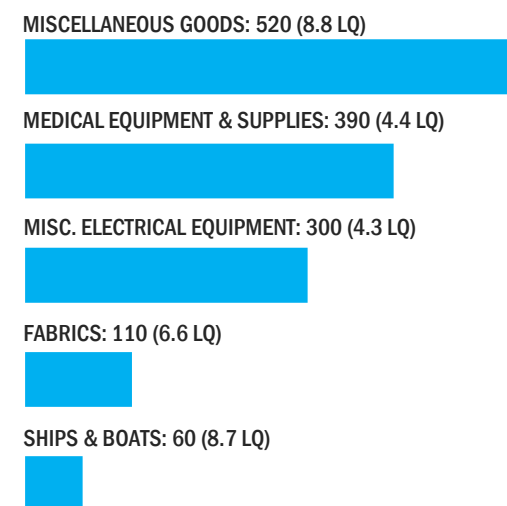 MISCELLANEOUS GOODS: 520 (8.8 LQ)
MEDICAL EQUIPMENT & SUPPLIES: 390 (4.4 LQ)
MISC. ELECTRICAL EQUIPMENT: 300 (4.3 LQ)
FABRICS: 110 (6.6 LQ)
SHIPS & BOATS: 60 (8.7 LQ)